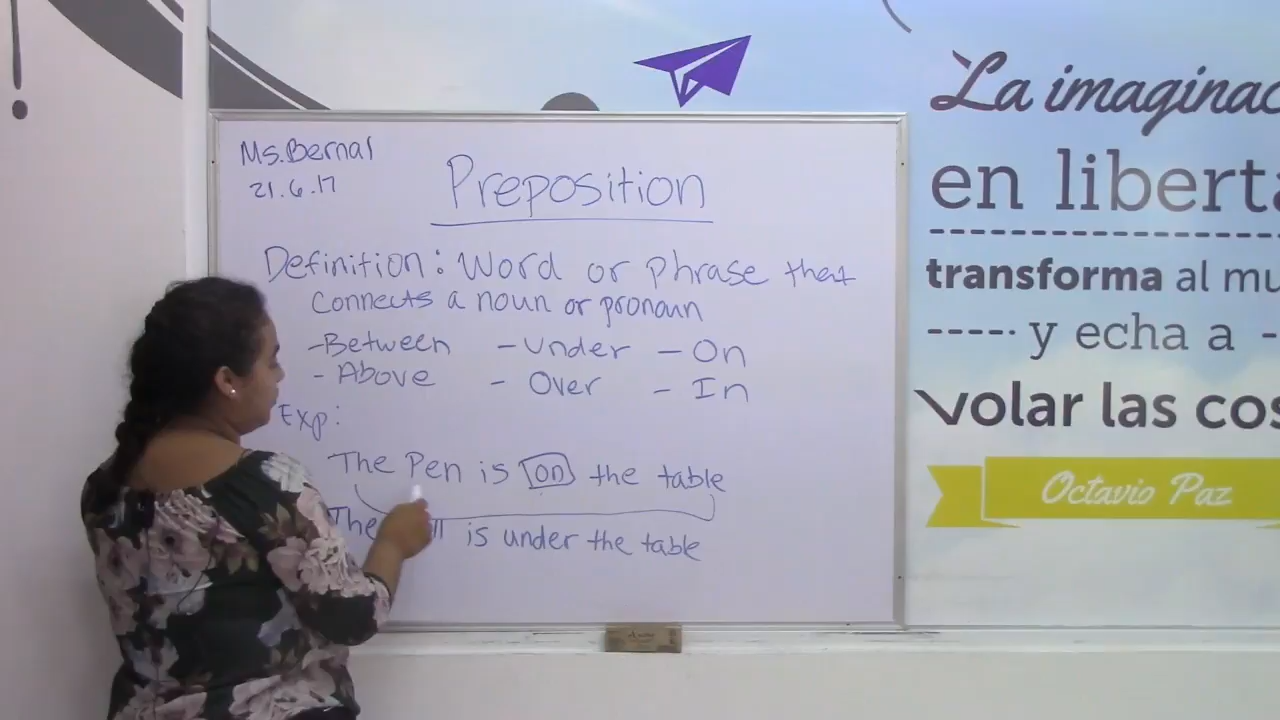 Ms. Bernal
21.6.17
Preposition
Definition: Word or phrase that
connects a noun or pronoun
- Between - Under - On
- Above - Over - In
Exp:
The Pen is on the table
The is under the table
La imaginac
en liberta
transforma al mu
----- y echa a -
volar las cos
Octavio Paz